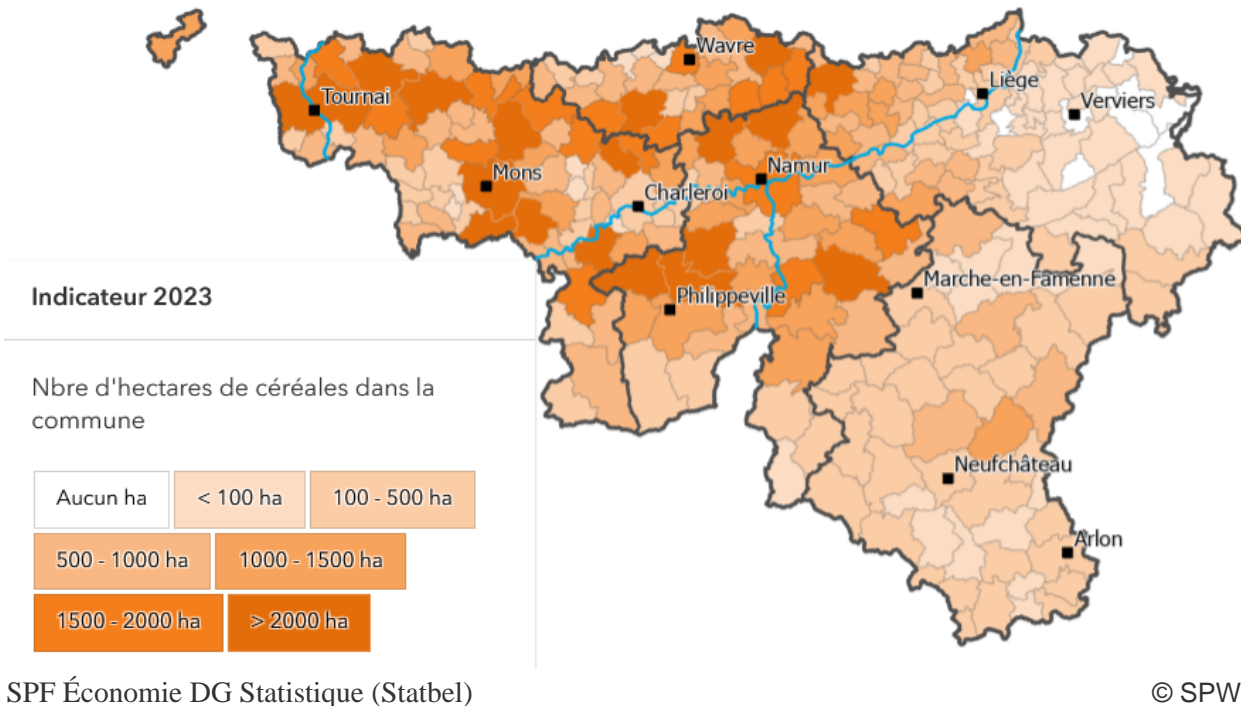 Wavre
Liège
Tournai
Verviers
Mons
Namur
Charleroi
Marche-en-Famenne
Philippeville
Neufchâteau
Arlon
Indicateur 2023
Nbre d'hectares de céréales dans la
commune
Aucun ha
< 100 ha
100 - 500 ha
500 - 1000 ha
1000 - 1500 ha
1500 - 2000 ha
> 2000 ha
SPF Économie DG Statistique (Statbel)
© SPW